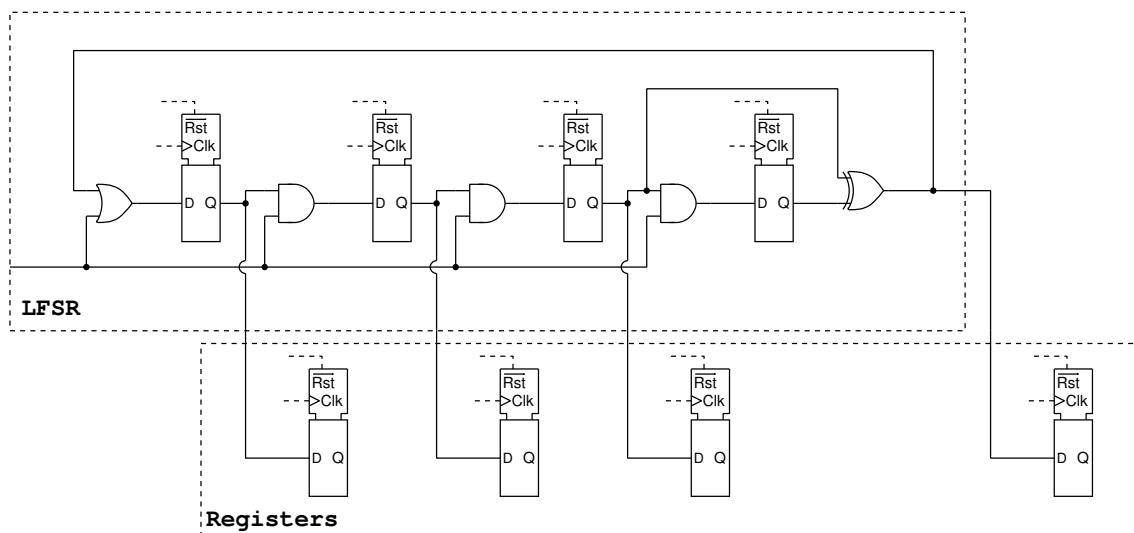 Rst Rst Rst Rst
Clk Clk Clk Clk
D Q D Q D Q D Q
LFSR
Rst Rst Rst Rst
Clk Clk Clk Clk
D Q D Q D Q D Q
Registers